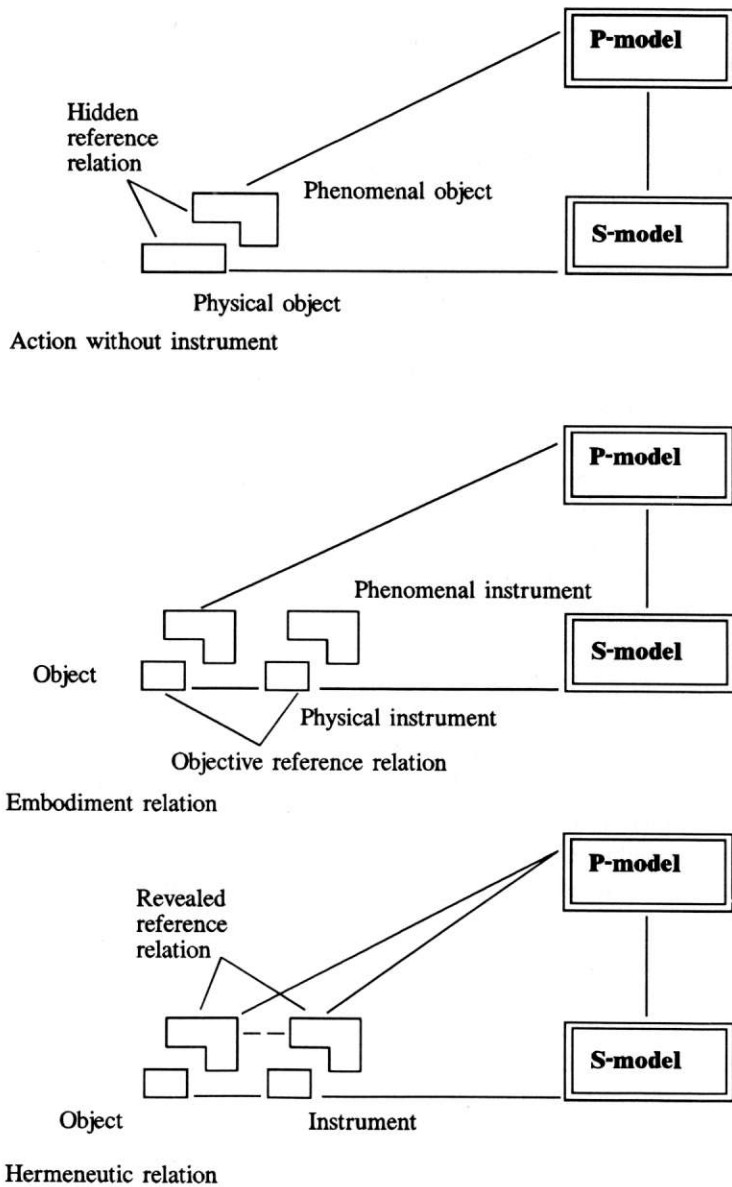 P-model
Hidden
reference
relation
Phenomenal object
S-model
Physical object
Action without instrument
P-model
Phenomenal instrument
S-model
Object
Physical instrument
Objective reference relation
Embodiment relation
P-model
Revealed
reference
relation
S-model
Object
Instrument
Hermeneutic relation